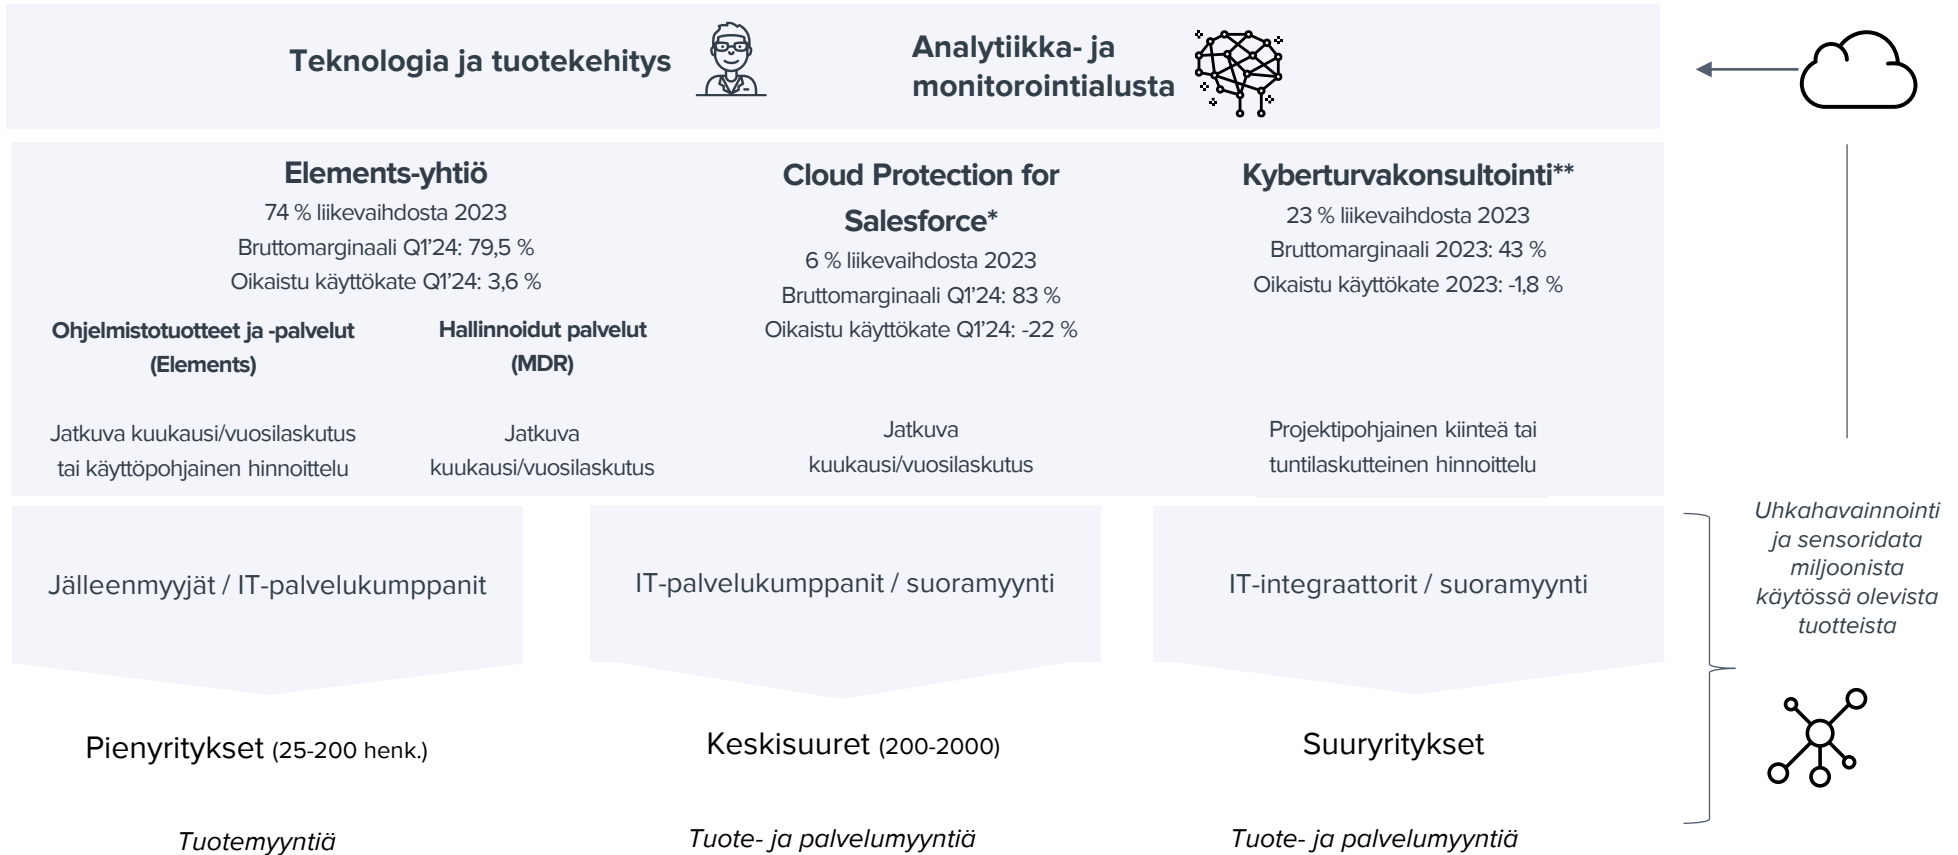 Teknologia ja tuotekehitys
Analytiikka- ja
monitorointialusta
Elements-yhtiö
74 % liikevaihdosta 2023
Bruttomarginaali Q1'24: 79,5 %
Oikaistu käyttökate Q1'24: 3,6 %
Ohjelmistotuotteet ja -palvelut
(Elements)
Jatkuva kuukausi/vuosilaskutus
tai käyttöpohjainen hinnoittelu
Hallinnoidut palvelut
(MDR)
Jatkuva
kuukausi/vuosilaskutus
Cloud Protection for
Salesforce*
6 % liikevaihdosta 2023
Bruttomarginaali Q1'24: 83 %
Oikaistu käyttökate Q1'24: -22 %
Jatkuva
kuukausi/vuosilaskutus
Kyberturvakonsultointi**
23 % liikevaihdosta 2023
Bruttomarginaali 2023: 43 %
Oikaistu käyttökate 2023: -1,8 %
Projektipohjainen kiinteä tai
tuntilaskutteinen hinnoittelu
Jälleenmyyjät / IT-palvelukumppanit
IT-palvelukumppanit / suoramyynti
IT-integraattorit / suoramyynti
Pienyritykset (25-200 henk.)
Keskisuuret (200-2000)
Suuryritykset
Tuotemyyntiä
Tuote- ja palvelumyyntiä
Tuote- ja palvelumyyntiä
Uhkahavainnointi
ja sensoridata
miljoonista
käytössä olevista
tuotteista